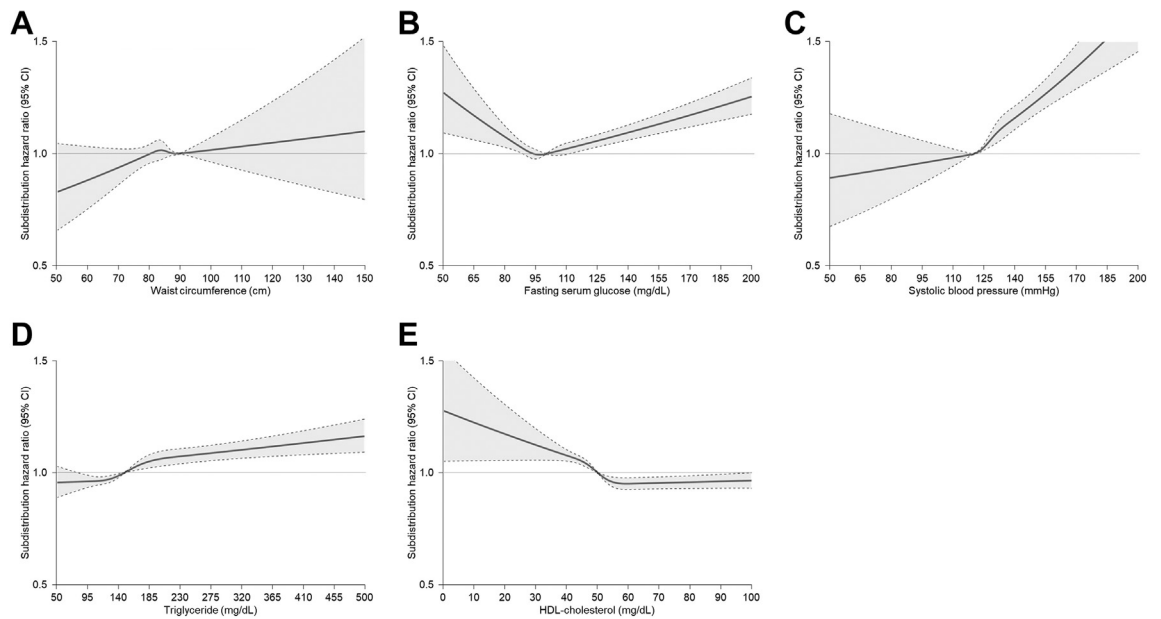 A
Subdistribution hazard ratio (95% CI)
1.5
1.0
0.5
50 60 70 80 90 100 110 120 130 140 150
Waist circumference (cm)
B
Subdistribution hazard ratio (95% CI)
1.5
1.0
0.5
50 65 80 95 110 125 140 155 170 185 200
Fasting serum glucose (mg/dL)
C
Subdistribution hazard ratio (95% CI)
1.5
1.0
0.5
50 65 80 95 110 125 140 155 170 185 200
Systolic blood pressure (mmHg)
D
Subdistribution hazard ratio (95% CI)
1.5
1.0
0.5
50 95 140 185 230 275 320 365 410 455 500
Triglyceride (mg/dL)
E
Subdistribution hazard ratio (95% CI)
1.5
1.0
0.5
0 10 20 30 40 50 60 70 80 90 100
HDL-cholesterol (mg/dL)